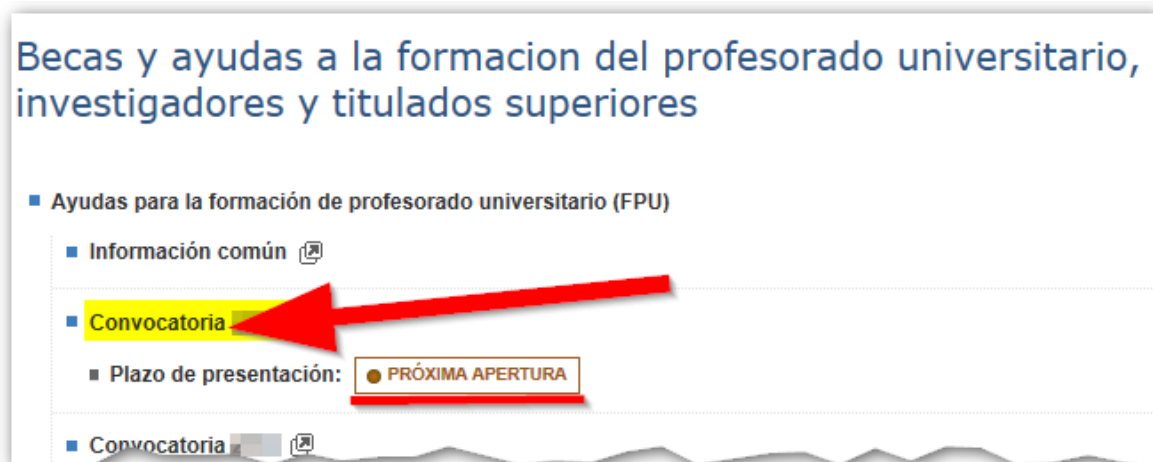 Becas y ayudas a la formacion del profesorado universitario,
investigadores y titulados superiores
Ayudas para la formación de profesorado universitario (FPU)
Información común
Convocatoria
Plazo de presentación: PRÓXIMA APERTURA
Convocatoria